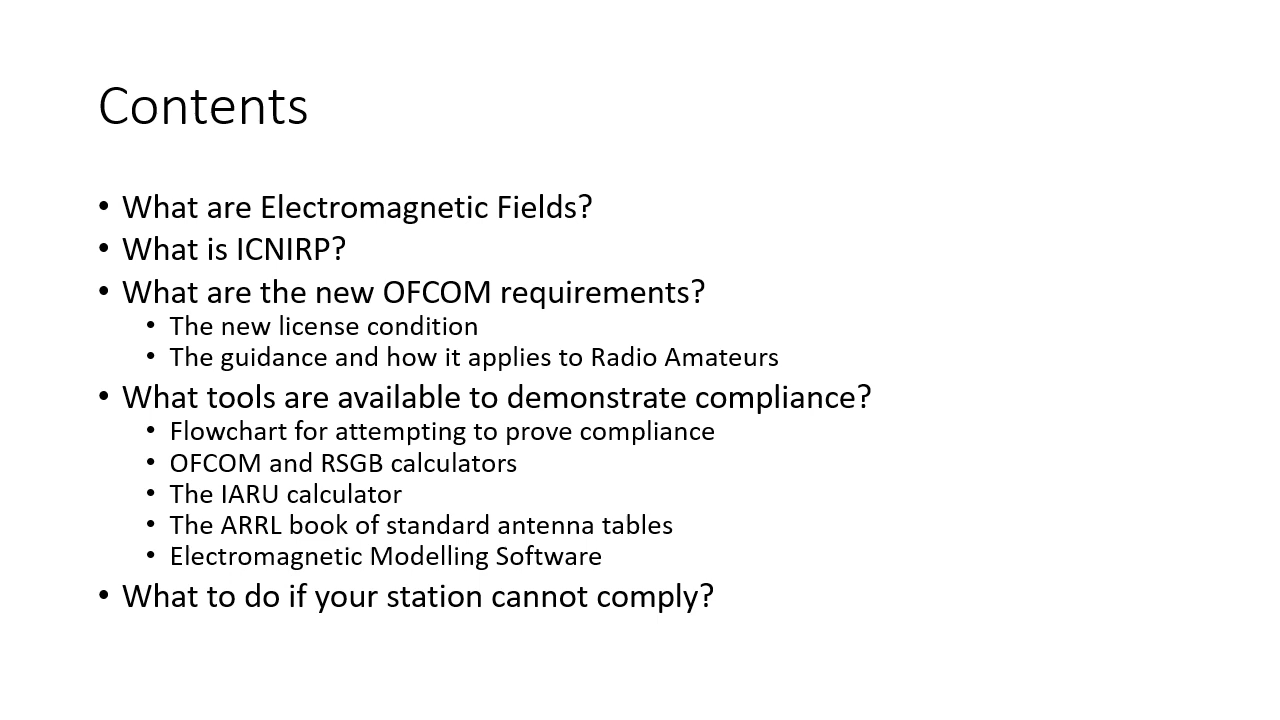 Contents
• What are Electromagnetic Fields?
• What is ICNIRP?
• What are the new OFCOM requirements?
• The new license condition
• The guidance and how it applies to Radio Amateurs
• What tools are available to demonstrate compliance?
• Flowchart for attempting to prove compliance
• OFCOM and RSGB calculators
• The IARU calculator
• The ARRL book of standard antenna tables
• Electromagnetic Modelling Software
• What to do if your station cannot comply?